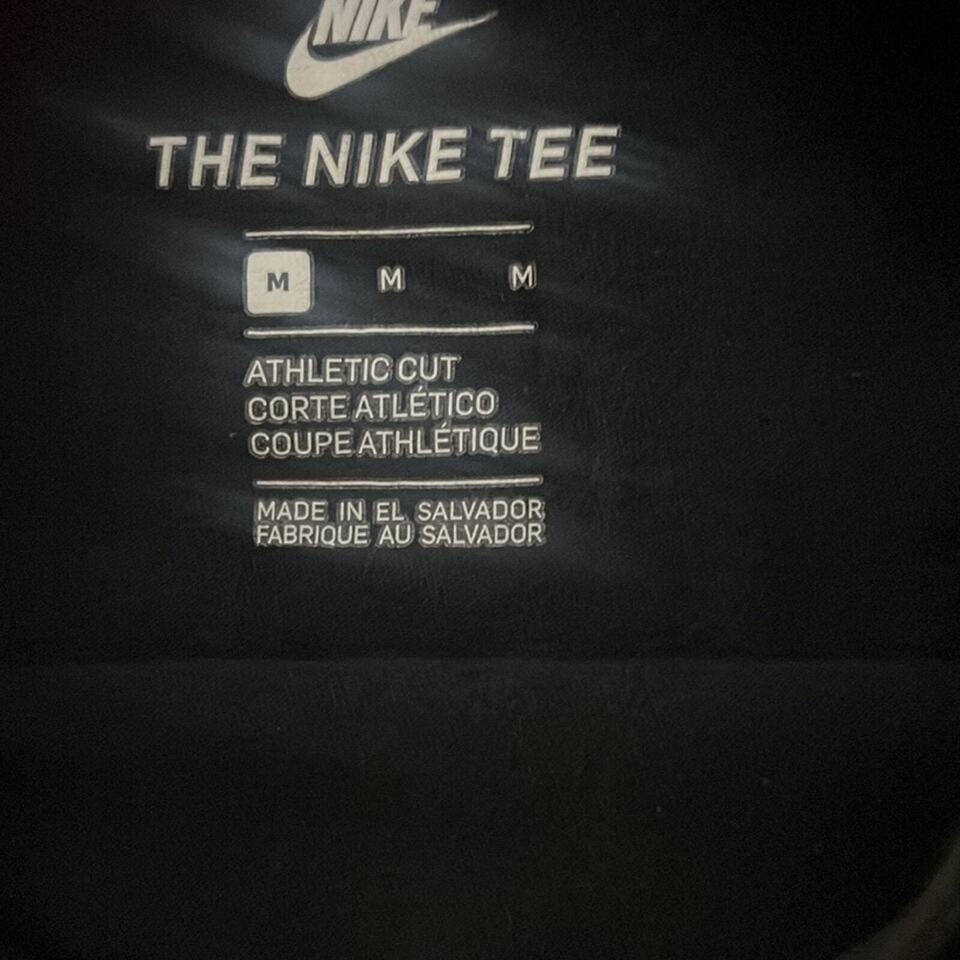 NIKE
THE NIKE TEE
M M M
ATHLETIC CUT
CORTE ATLÉTICO
COUPE ATHLÉTIQUE
MADE IN EL SALVADOR
FABRIQUE AU SALVADOR